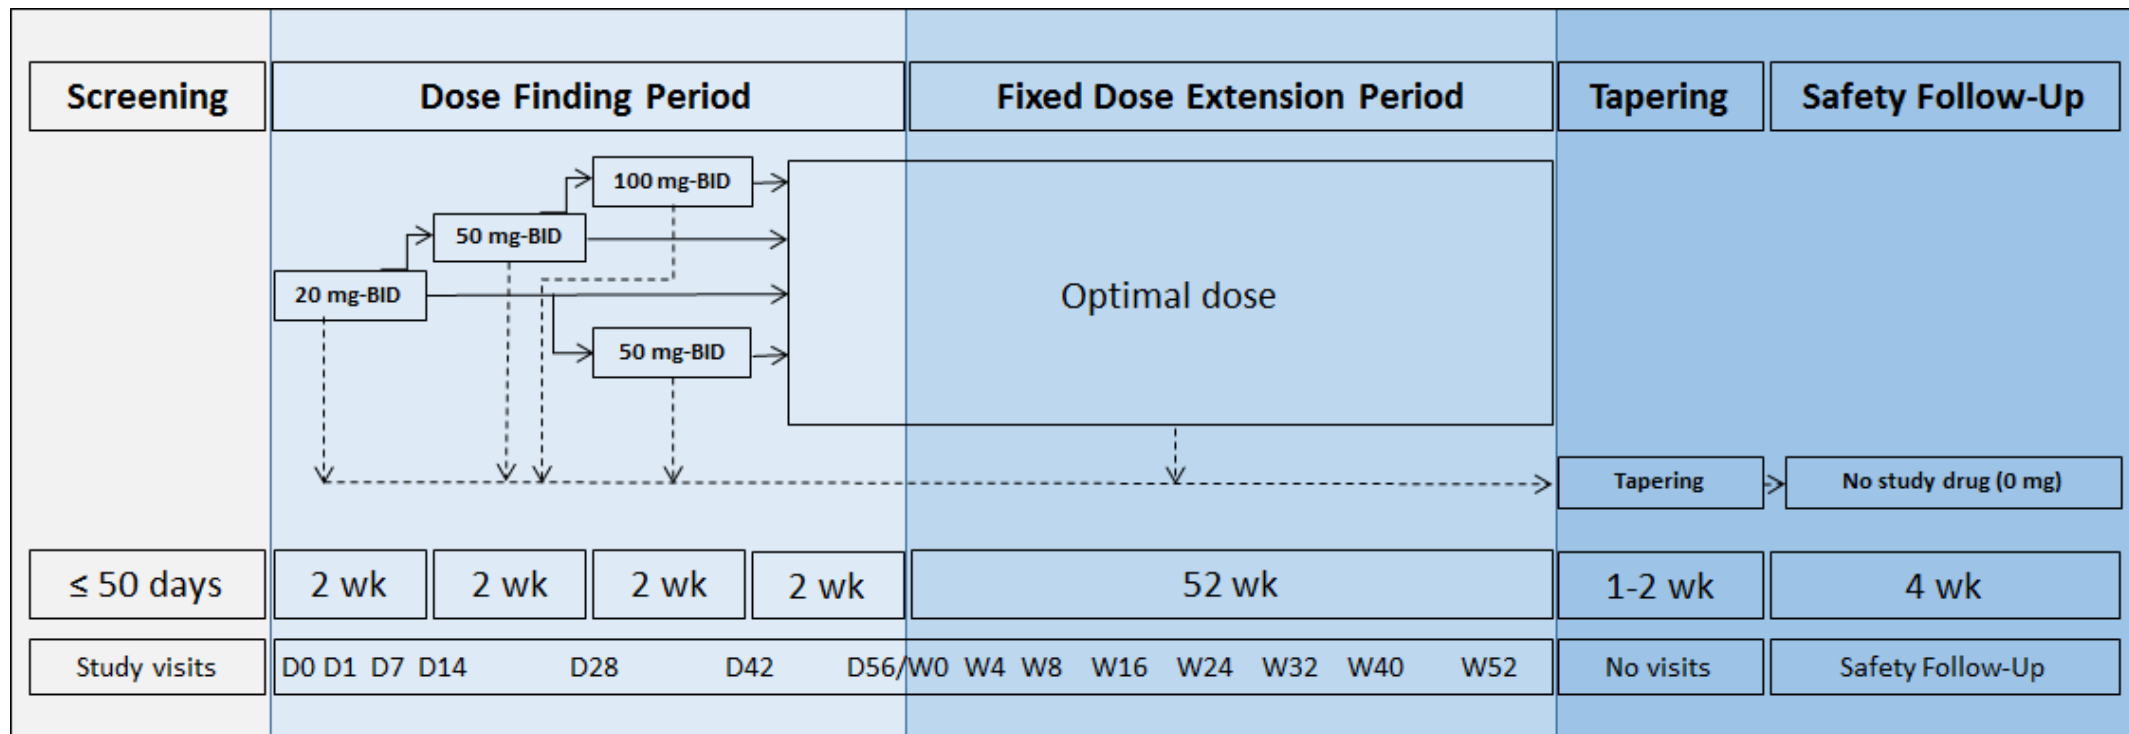 Screening
Dose Finding Period
Fixed Dose Extension Period
Tapering
Safety Follow-Up
100 mg-BID
50 mg-BID
20 mg-BID
Optimal dose
50 mg-BID
Tapering
No study drug (0 mg)
≤ 50 days
2 wk
2 wk
2 wk
2 wk
52 wk
1-2 wk
4 wk
Study visits
D0 D1 D7 D14 D28 D42 D56/W0 W4 W8 W16 W24 W32 W40 W52
No visits
Safety Follow-Up